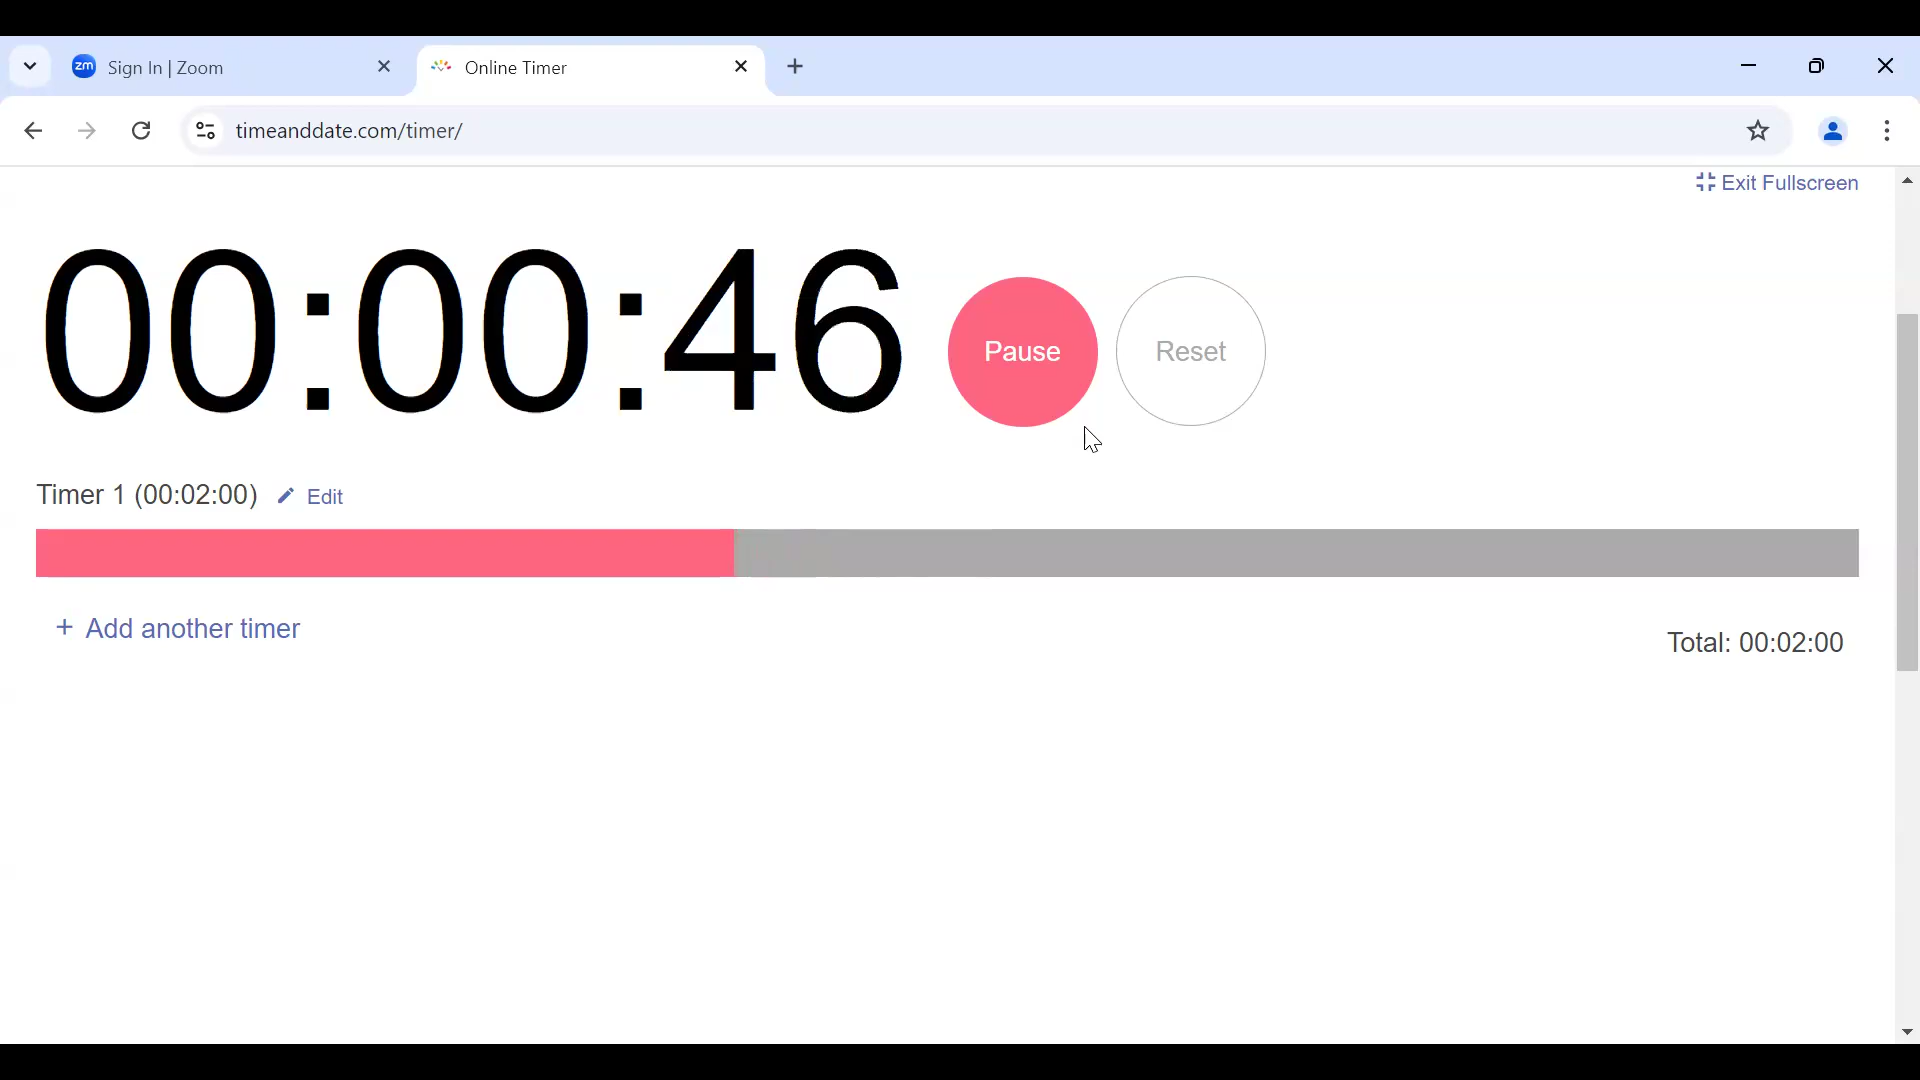 zm Sign In | Zoom
Online Timer
timeanddate.com/timer/
Exit Fullscreen
00:00:46
Pause
Reset
Timer 1 (00:02:00)
Edit
+ Add another timer
Total: 00:02:00